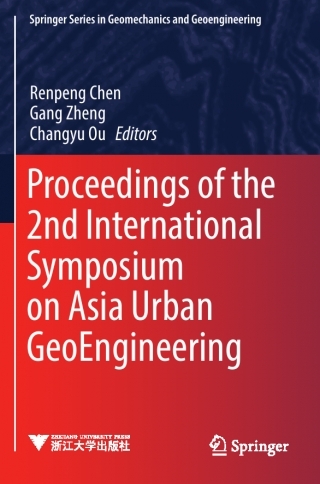 Springer Series in Geomechanics and Geoengineering
Renpeng Chen
Gang Zheng
Changyu Ou Editors
Proceedings of the
2nd International
Symposium
on Asia Urban
GeoEngineering
ZHEJIANG UNIVERSITY PRESS
浙江大学出版社
Springer